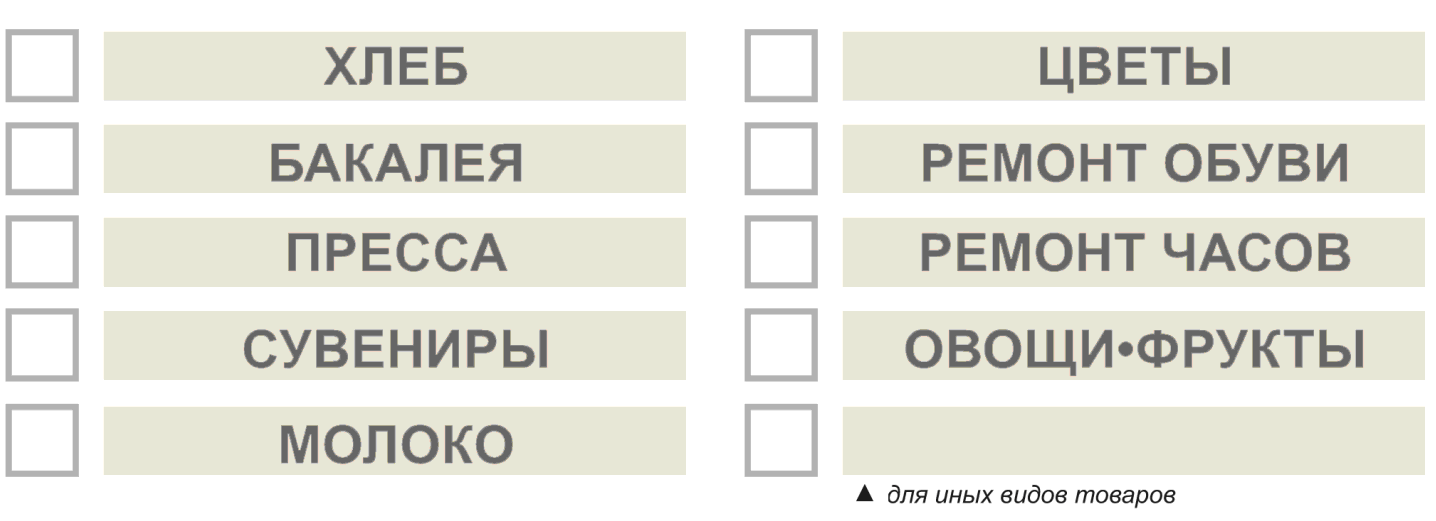 ХЛЕБ
БАКАЛЕЯ
ПРЕССА
СУВЕНИРЫ
МОЛОКО
ЦВЕТЫ
РЕМОНТ ОБУВИ
РЕМОНТ ЧАСОВ
ОВОЩИ•ФРУКТЫ
▲ для иных видов товаров